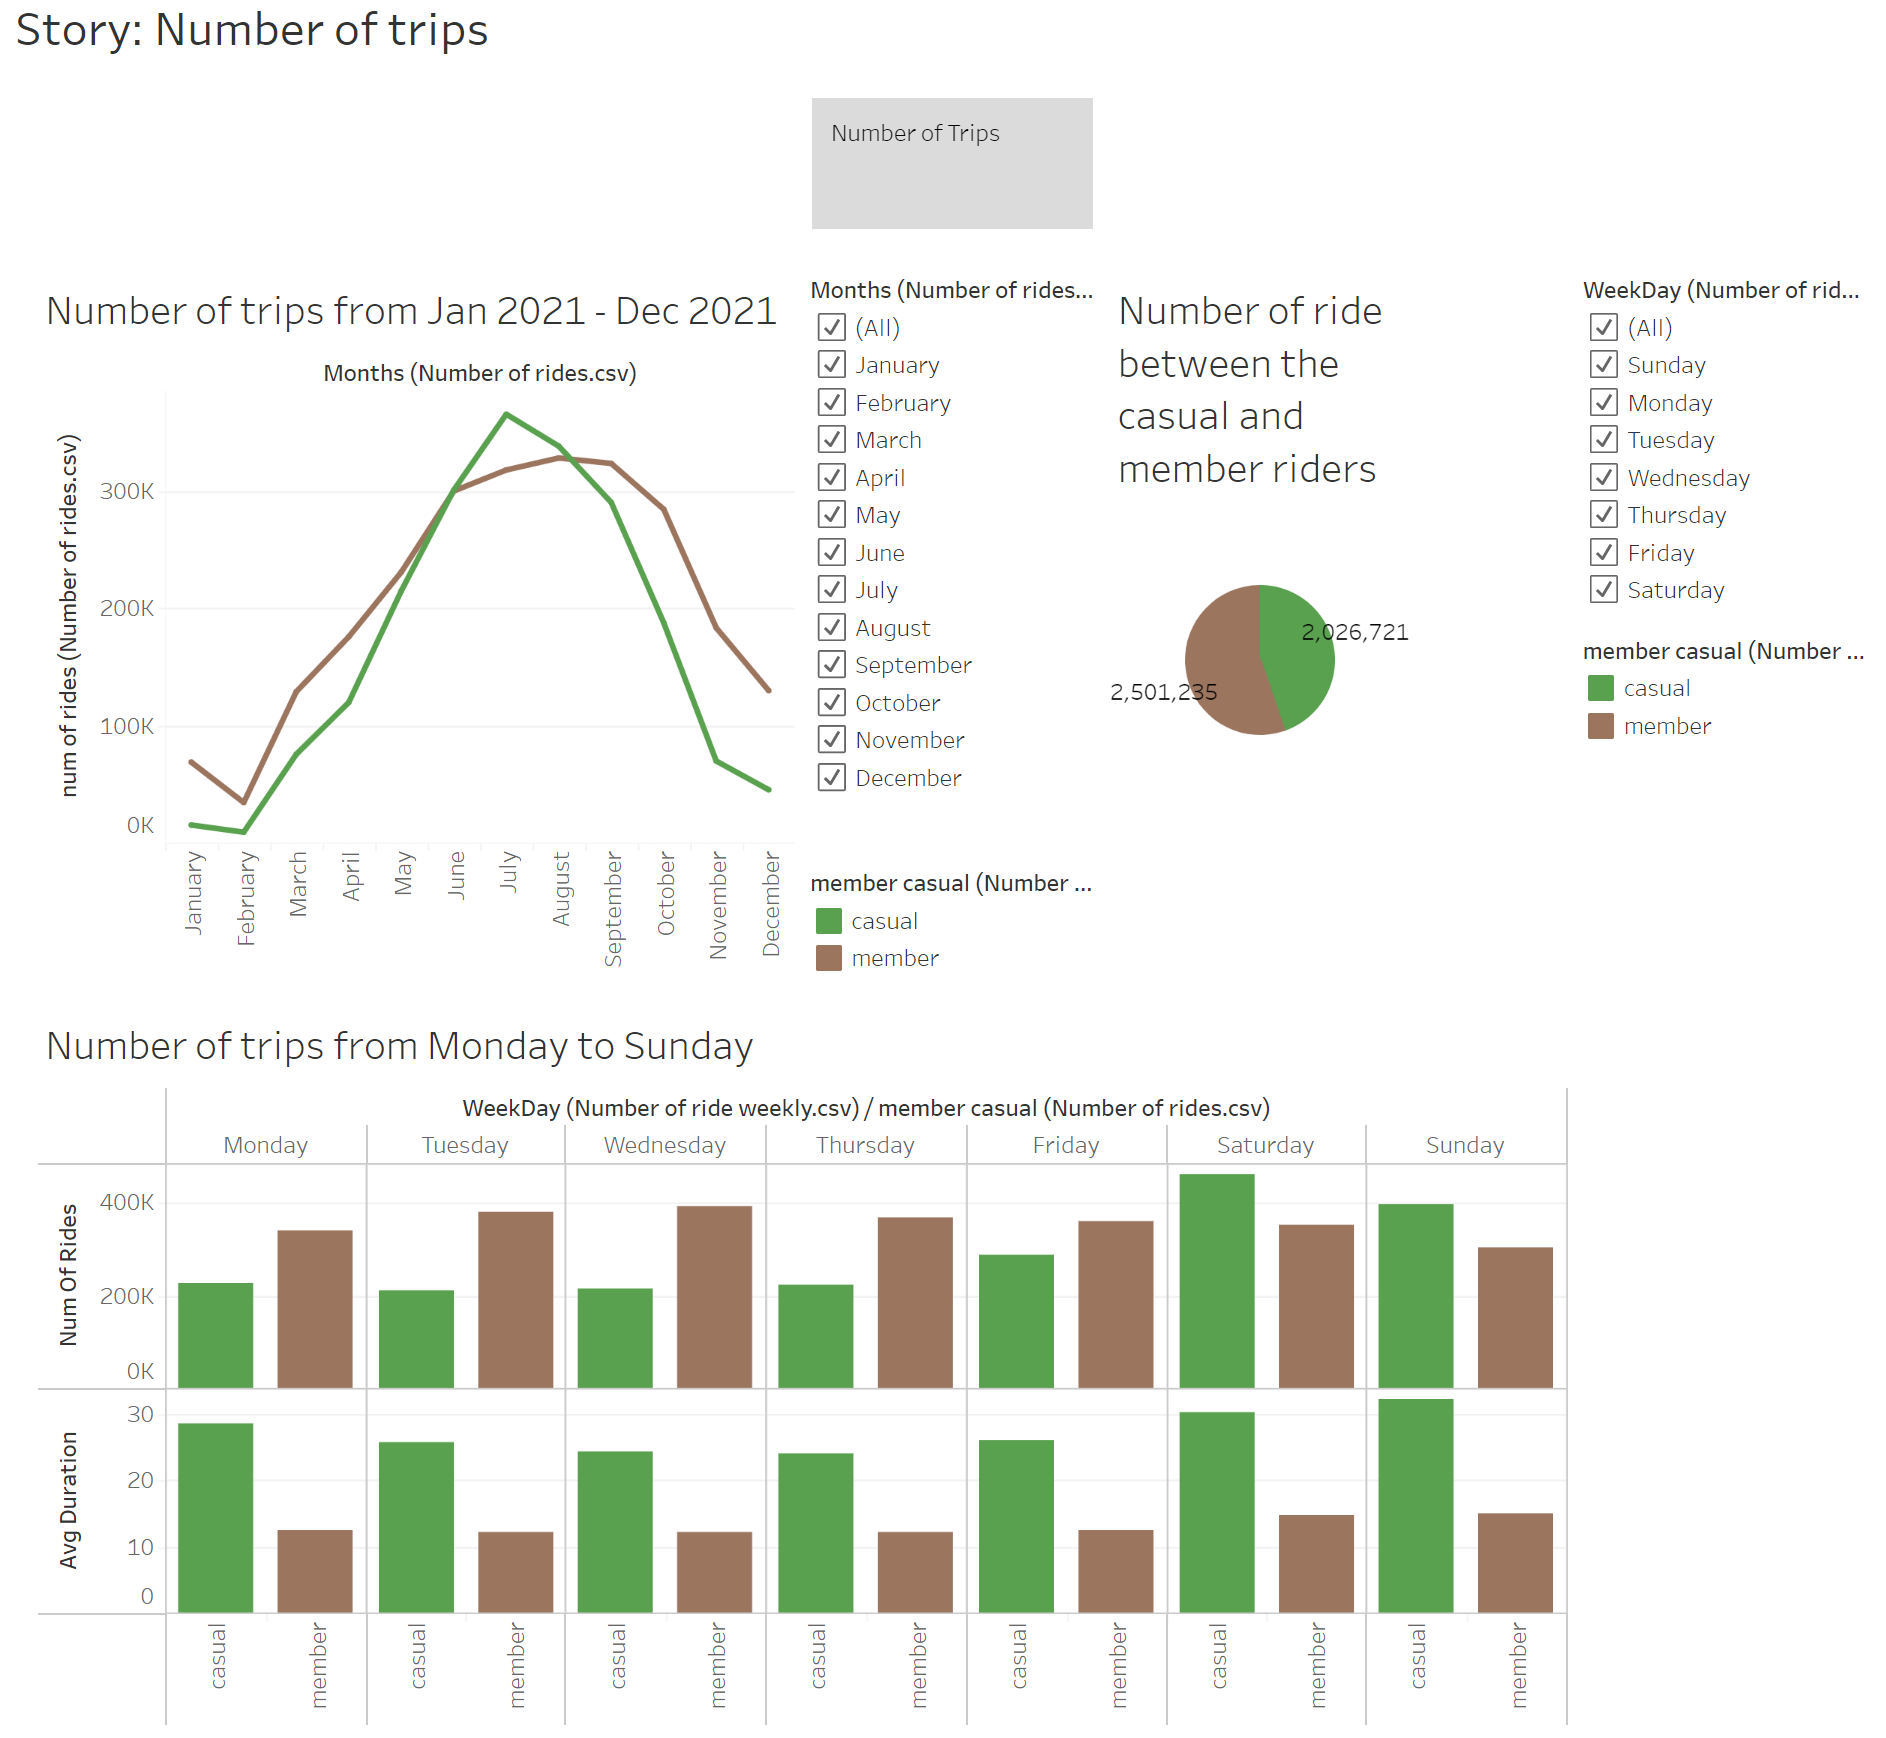 Story: Number of trips
Number of Trips
Number of trips from Jan 2021 - Dec 2021
Months (Number of rides.csv)
num of rides (Number of rides.csv)
300K
200K
100K
0K
January
February
March
April
May
June
July
August
September
October
November
December
Months (Number of rides...
(All)
January
February
March
April
May
June
July
August
September
October
November
December
member casual (Number ...
casual
member
Number of ride
between the
casual and
member riders
2,026,721
2,501,235
WeekDay (Number of rid...
(All)
Sunday
Monday
Tuesday
Wednesday
Thursday
Friday
Saturday
member casual (Number ...
casual
member
Number of trips from Monday to Sunday
WeekDay (Number of ride weekly.csv) / member casual (Number of rides.csv)
Monday
Tuesday
Wednesday
Thursday
Friday
Saturday
Sunday
Num Of Rides
400K
200K
0K
Avg Duration
30
20
10
0
casual
member
casual
member
casual
member
casual
member
casual
member
casual
member
casual
member